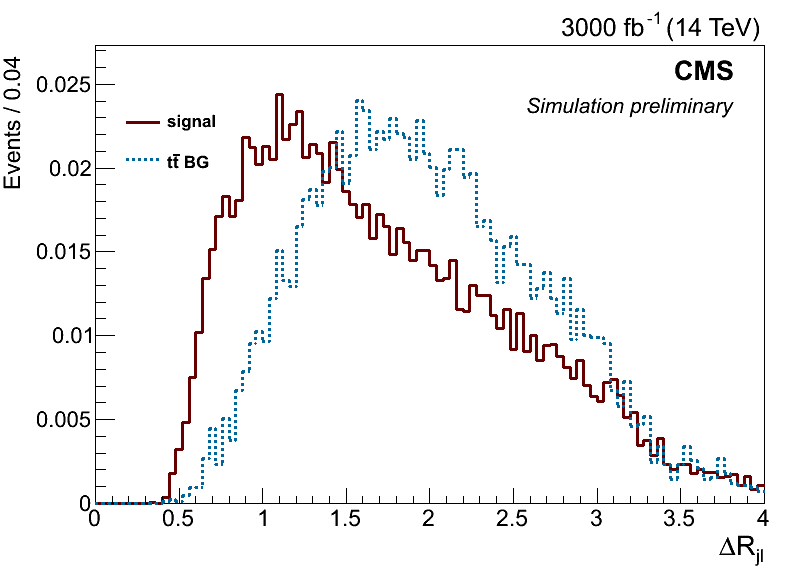 3000 fb⁻¹ (14 TeV)
Events / 0.04
CMS
Simulation preliminary
signal
tt̄ BG
0.025
0.02
0.015
0.01
0.005
0
0 0.5 1 1.5 2 2.5 3 3.5 4
ΔR_jl